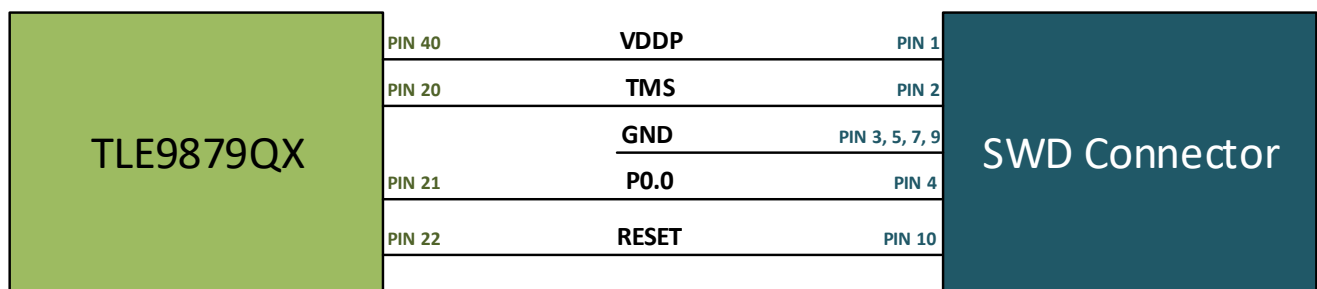 PIN 40 VDDP PIN 1
PIN 20 TMS PIN 2
GND PIN 3, 5, 7, 9
TLE9879QX SWD Connector
PIN 21 P0.0 PIN 4
PIN 22 RESET PIN 10